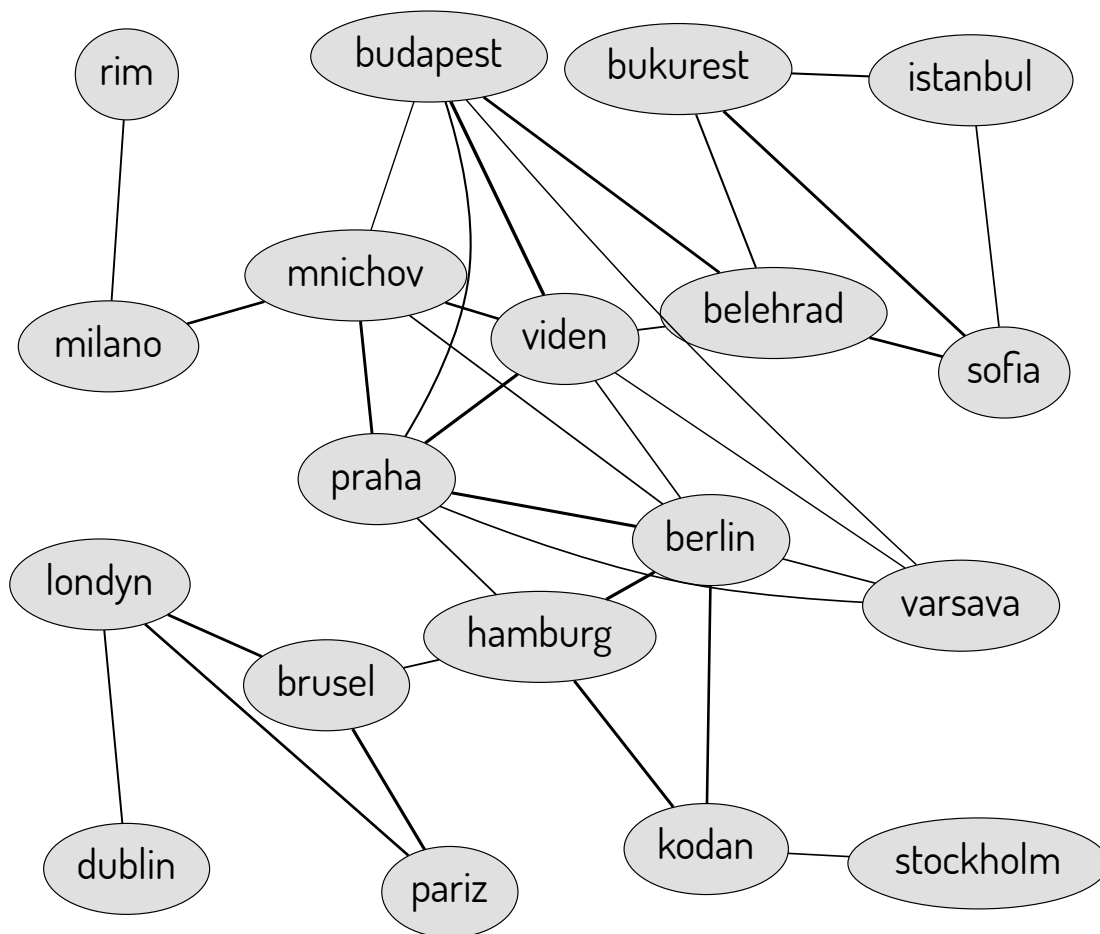 rim
budapest
bukurest
istanbul
mnichov
milano
viden
belehrad
sofia
praha
berlin
londyn
varsava
hamburg
brusel
dublin
pariz
kodan
stockholm